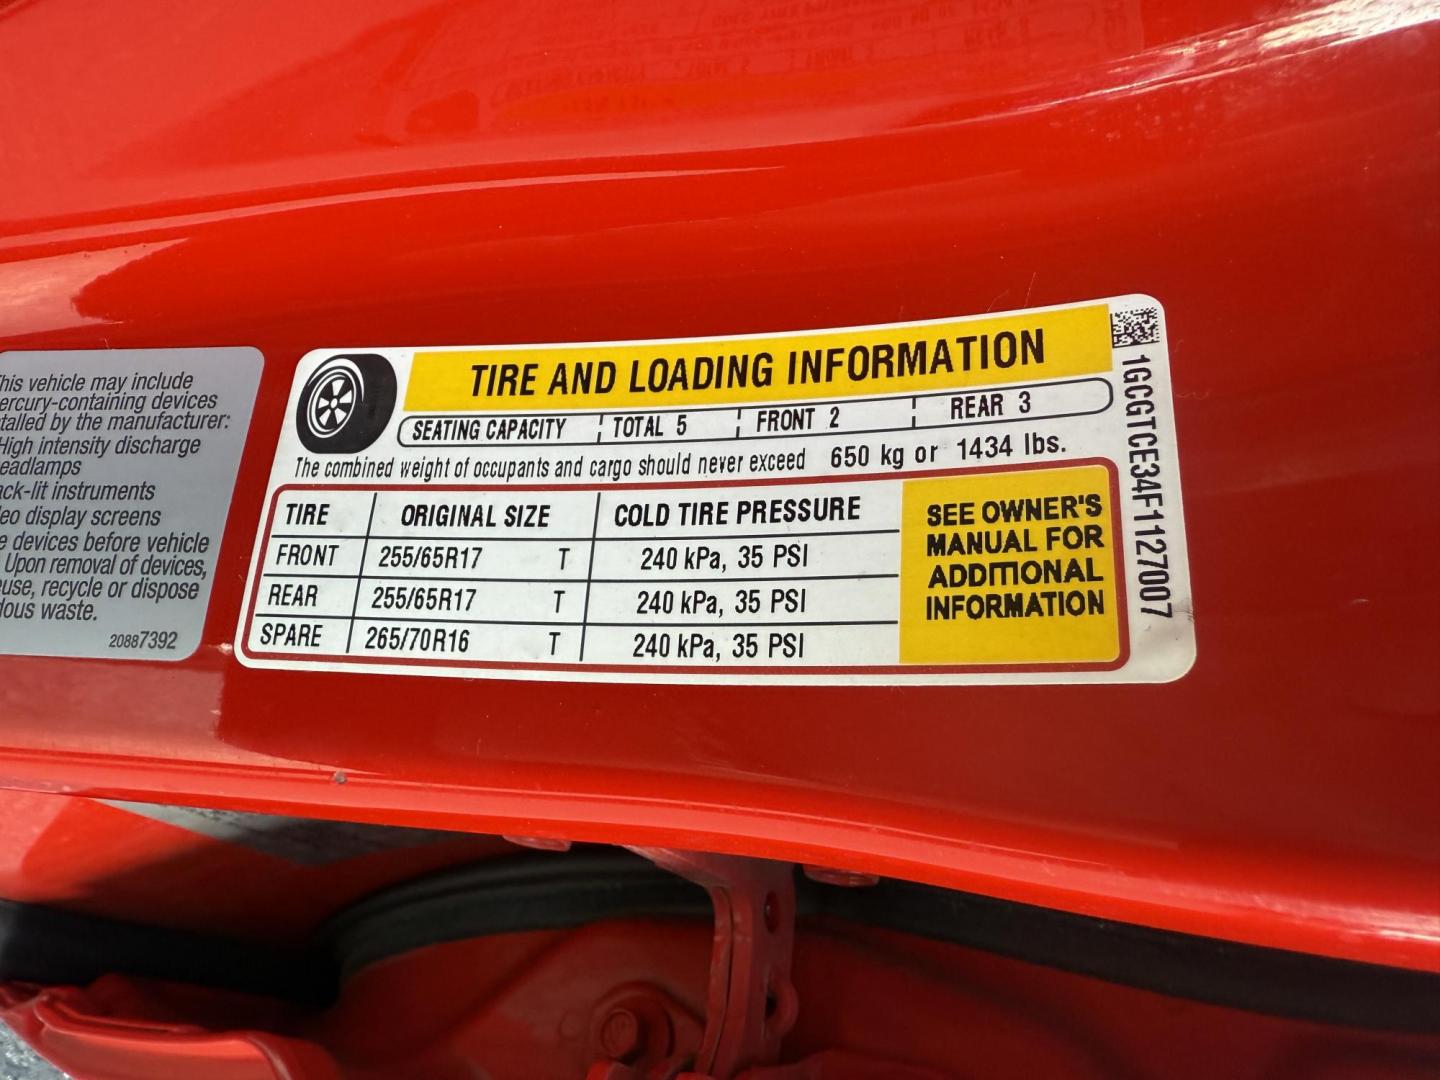 his vehicle may include
ercury-containing devices
talled by the manufacturer:
High intensity discharge
eadlamps
ack-lit instruments
eo display screens
e devices before vehicle
Upon removal of devices,
euse, recycle or dispose
dous waste.
20887392
TIRE AND LOADING INFORMATION
SEATING CAPACITY TOTAL 5 FRONT 2 REAR 3
The combined weight of occupants and cargo should never exceed 650 kg or 1434 lbs.
TIRE ORIGINAL SIZE COLD TIRE PRESSURE
FRONT 255/65R17 T 240 kPa, 35 PSI
REAR 255/65R17 T 240 kPa, 35 PSI
SPARE 265/70R16 T 240 kPa, 35 PSI
SEE OWNER'S
MANUAL FOR
ADDITIONAL
INFORMATION
1GCGTCE34F1127007